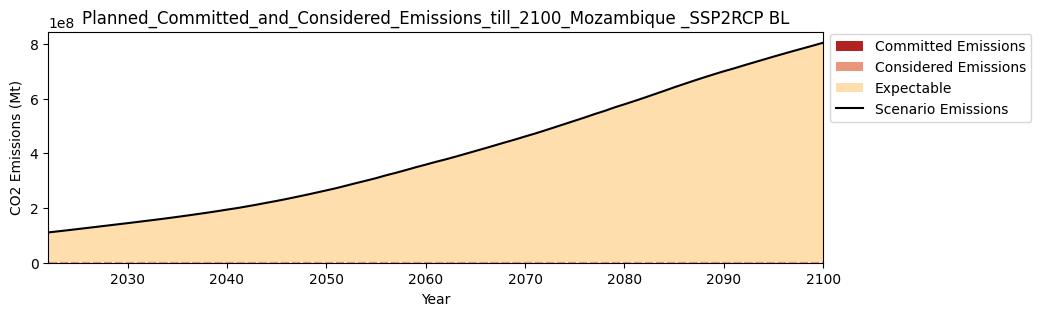 Planned_Committed_and_Considered_Emissions_till_2100_Mozambique _SSP2RCP BL
1e8
8
6
4
2
0
CO2 Emissions (Mt)
2030 2040 2050 2060 2070 2080 2090 2100
Year
Committed Emissions
Considered Emissions
Expectable
Scenario Emissions